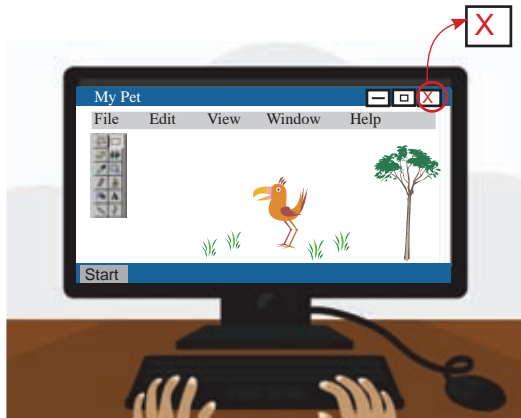 X
My Pet X
File Edit View Window Help
A
Start